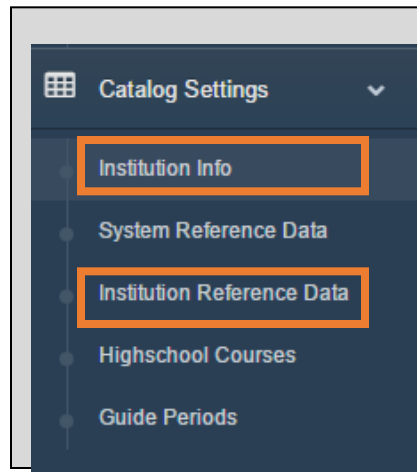 Catalog Settings
Institution Info
System Reference Data
Institution Reference Data
Highschool Courses
Guide Periods